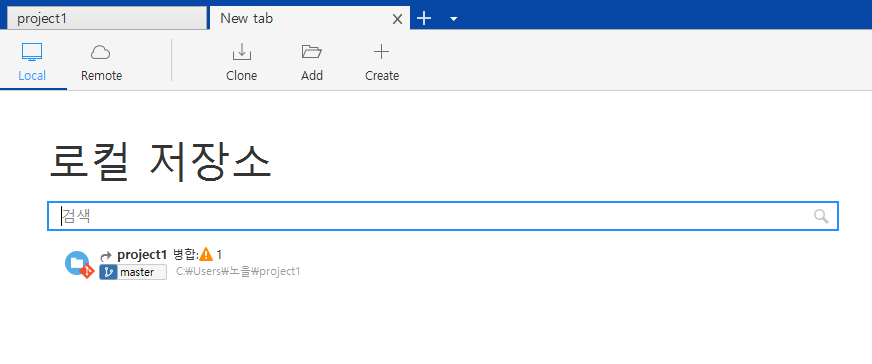 project1
New tab
Local Remote Clone Add Create
로컬 저장소
검색
project1 병합: 1
master C:\Users\노을\project1